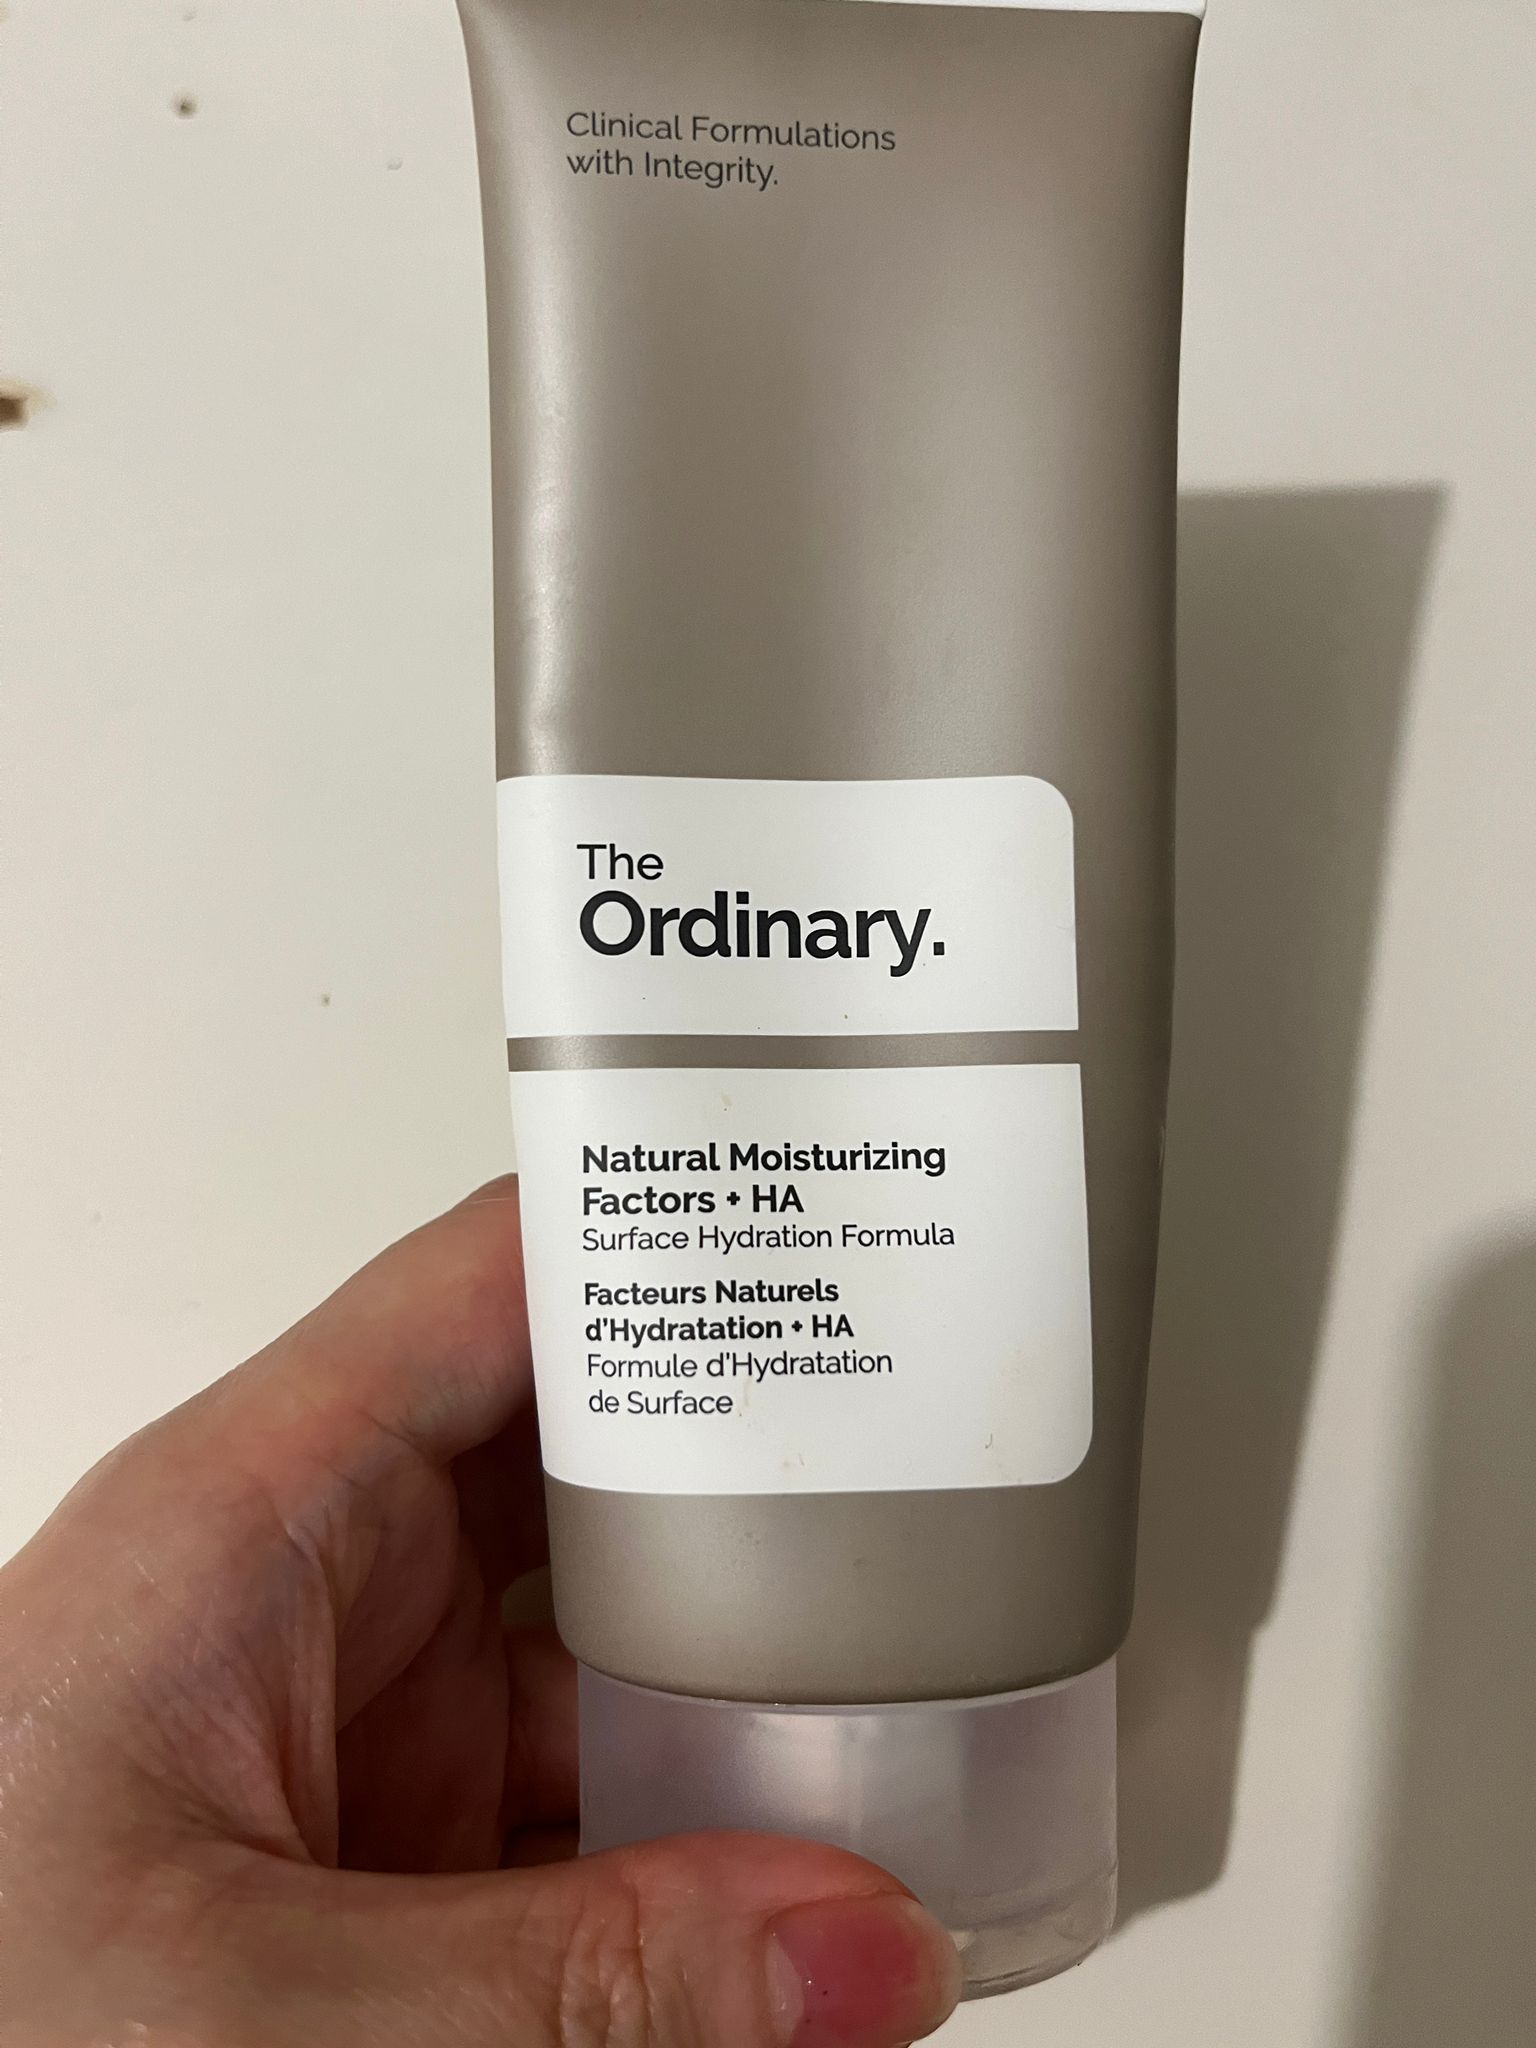 Clinical Formulations
with Integrity.
The
Ordinary.
Natural Moisturizing
Factors + HA
Surface Hydration Formula
Facteurs Naturels
d'Hydratation + HA
Formule d'Hydratation
de Surface